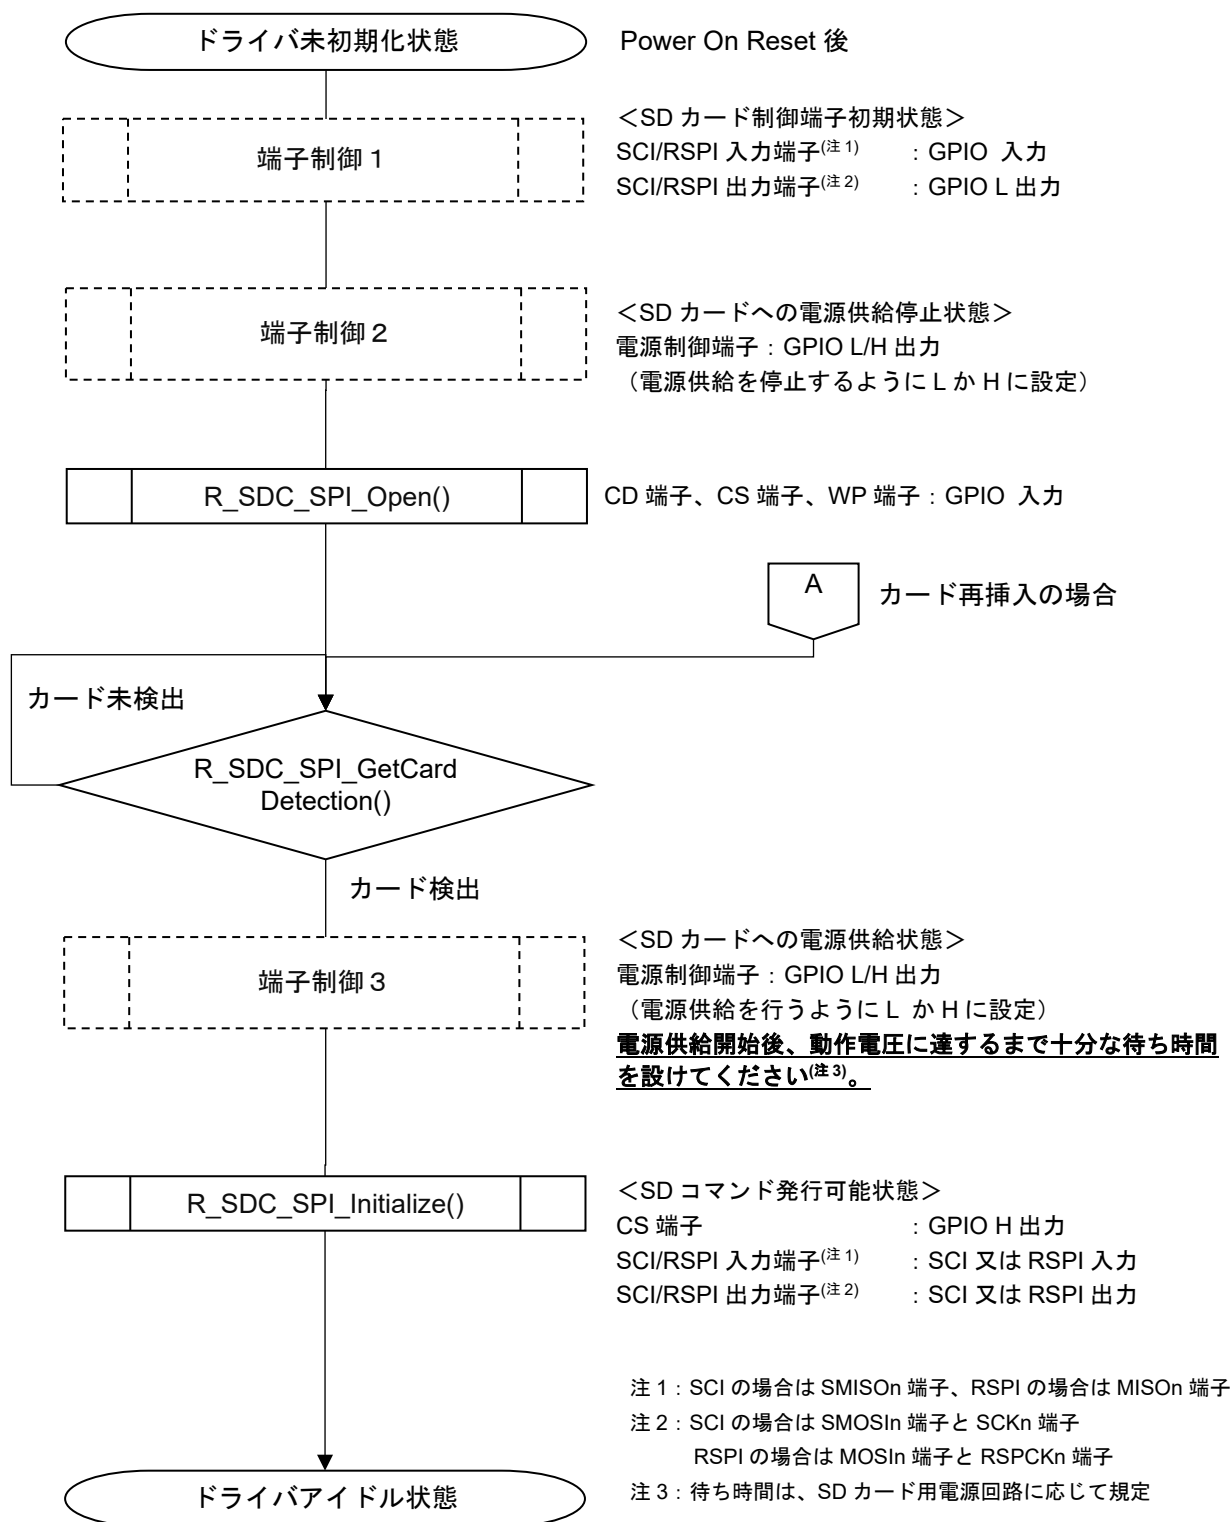 ドライバ未初期化状態
Power On Reset 後
端子制御１
＜SD カード制御端子初期状態＞
SCI/RSPI 入力端子(注 1) ：GPIO 入力
SCI/RSPI 出力端子(注 2) ：GPIO L 出力
端子制御２
＜SD カードへの電源供給停止状態＞
電源制御端子：GPIO L/H 出力
（電源供給を停止するように L か H に設定）
R_SDC_SPI_Open()
CD 端子、CS 端子、WP 端子：GPIO 入力
A
カード再挿入の場合
カード未検出
R_SDC_SPI_GetCard
Detection()
カード検出
端子制御３
＜SD カードへの電源供給状態＞
電源制御端子：GPIO L/H 出力
（電源供給を行うように L か H に設定）
電源供給開始後、動作電圧に達するまで十分な待ち時間
を設けてください(注 3)。
R_SDC_SPI_Initialize()
＜SD コマンド発行可能状態＞
CS 端子 ：GPIO H 出力
SCI/RSPI 入力端子(注 1) ：SCI 又は RSPI 入力
SCI/RSPI 出力端子(注 2) ：SCI 又は RSPI 出力
注 1：SCI の場合は SMISOn 端子、RSPI の場合は MISOn 端子
注 2：SCI の場合は SMOSIn 端子と SCKn 端子
RSPI の場合は MOSIn 端子と RSPCKn 端子
注 3：待ち時間は、SD カード用電源回路に応じて規定
ドライバアイドル状態